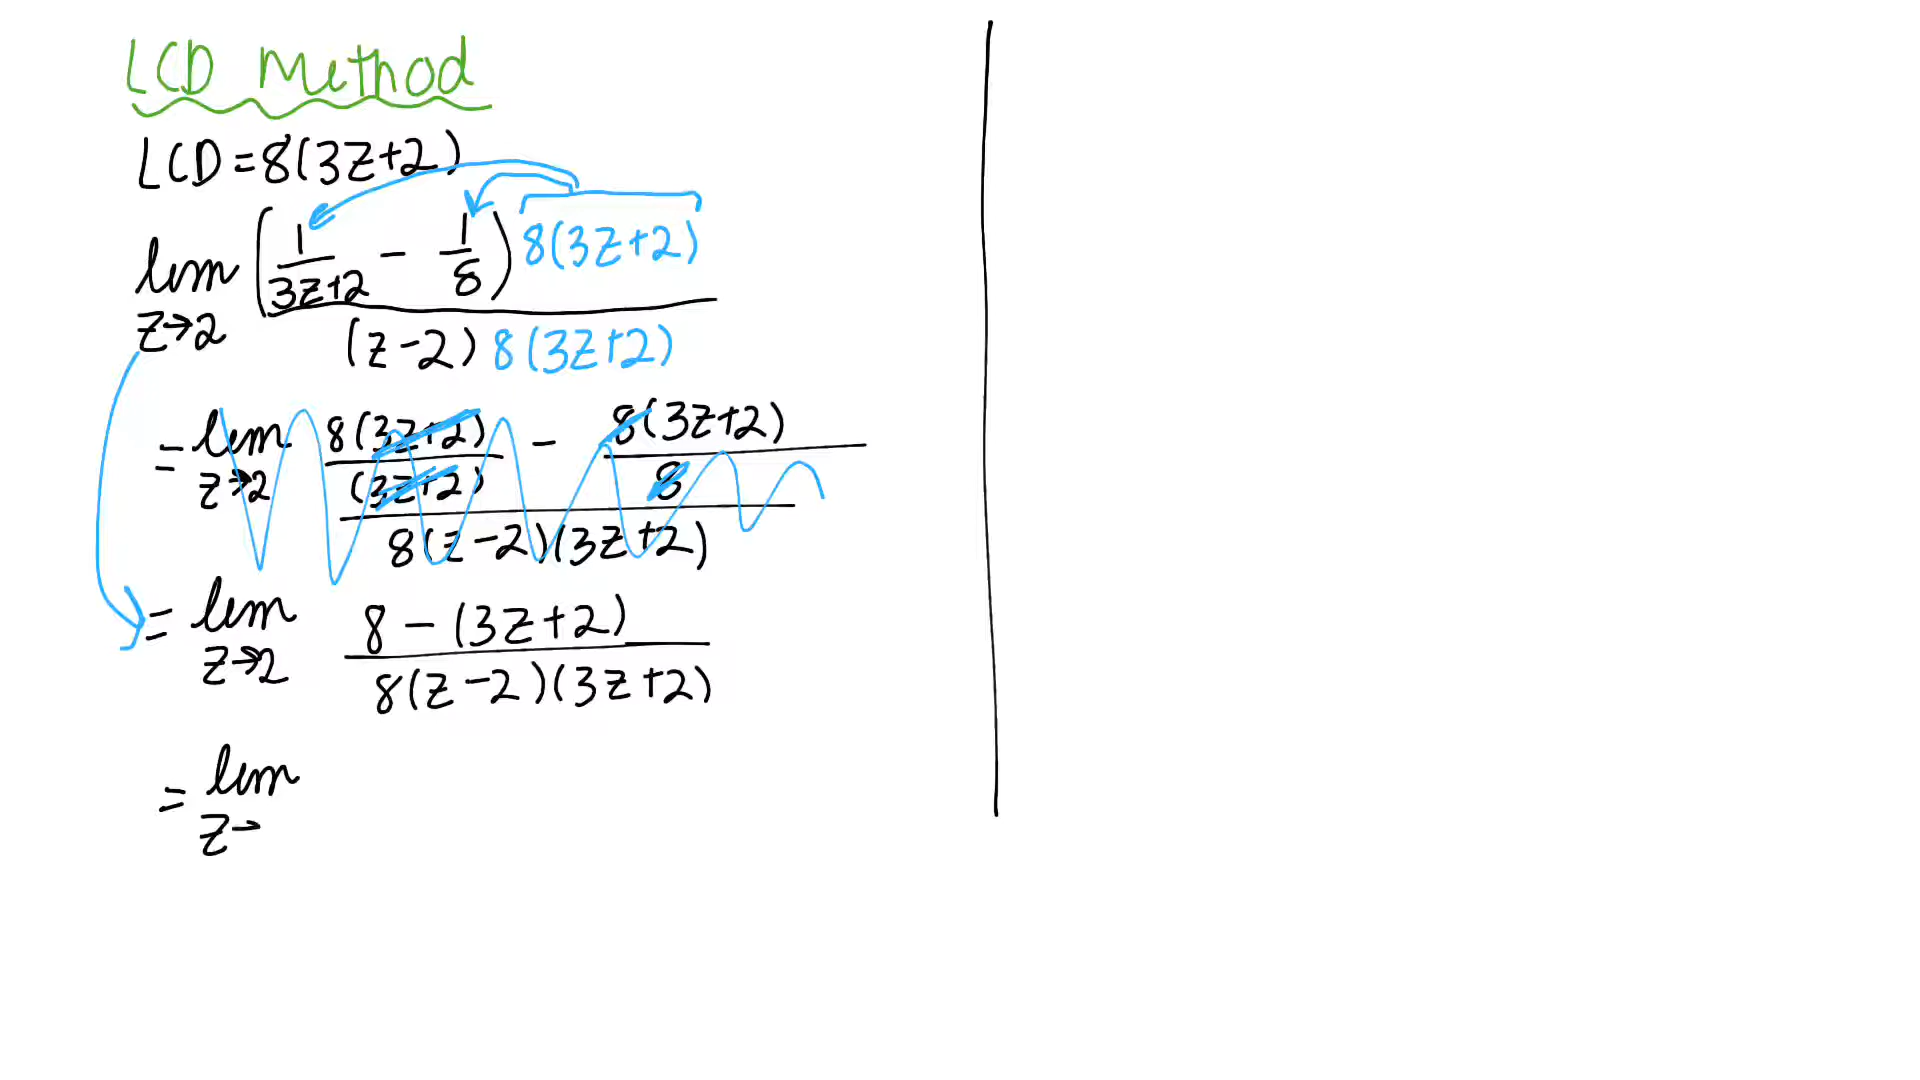 LCD Method
LCD = 8(3z+2)
lim z→2 (1/(3z+2) - 1/8) 8(3z+2) / (z-2) 8(3z+2)
= lim z→2 (8(3z+2)/(3z+2) - 8(3z+2)/8) / 8(z-2)(3z+2)
= lim z→2 (8-(3z+2)) / 8(z-2)(3z+2)
= lim z→